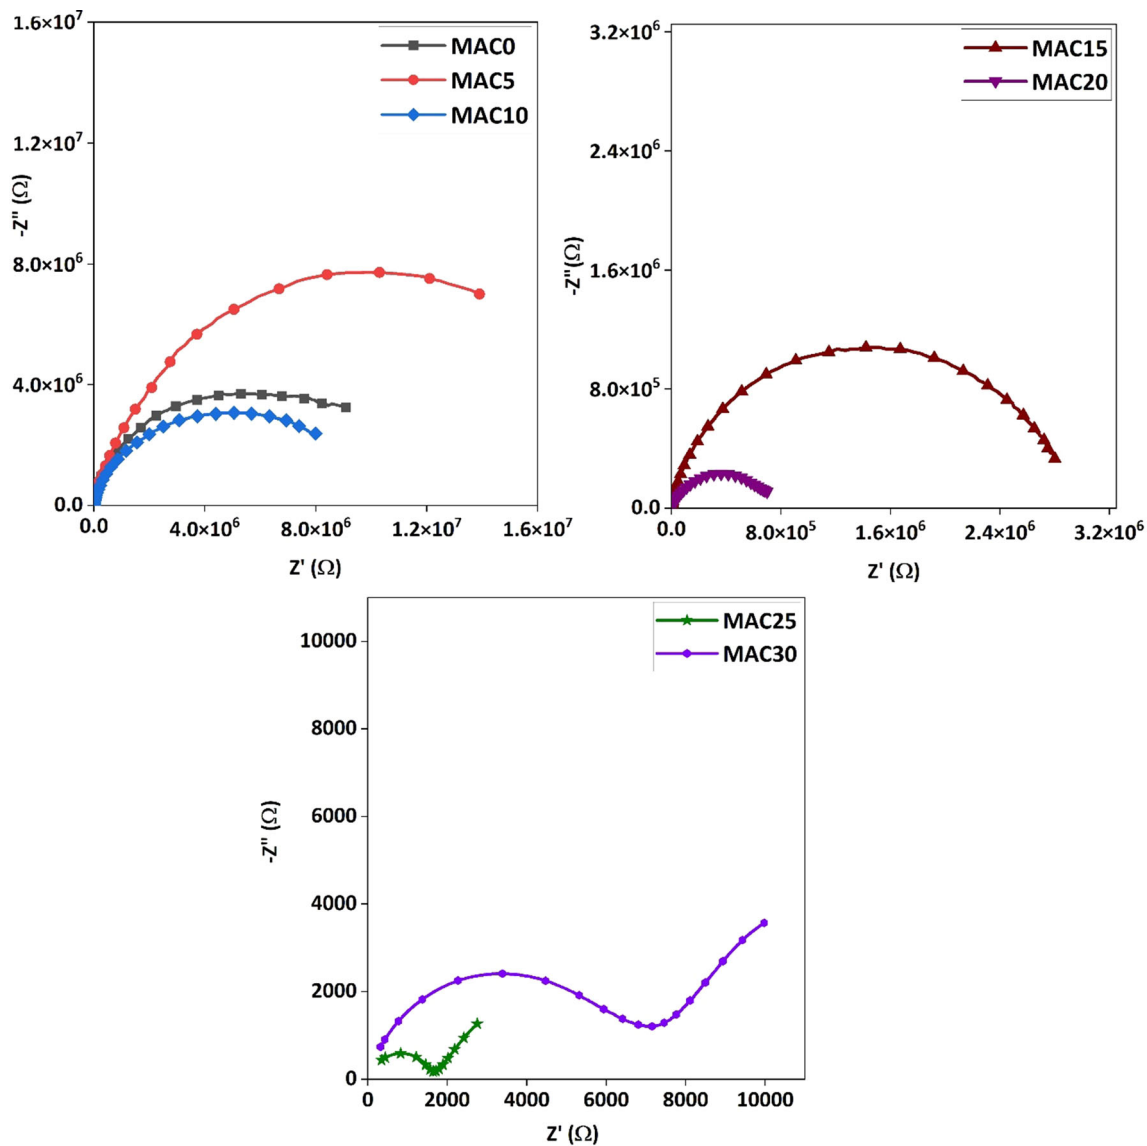 1.6×10⁷
1.2×10⁷
8.0×10⁶
4.0×10⁶
0.0
-Z'' (Ω)
MAC0
MAC5
MAC10
0.0 4.0×10⁶ 8.0×10⁶ 1.2×10⁷ 1.6×10⁷
Z' (Ω)
3.2×10⁶
2.4×10⁶
1.6×10⁶
8.0×10⁵
0.0
-Z''(Ω)
MAC15
MAC20
0.0 8.0×10⁵ 1.6×10⁶ 2.4×10⁶ 3.2×10⁶
Z' (Ω)
10000
8000
6000
4000
2000
0
-Z'' (Ω)
MAC25
MAC30
0 2000 4000 6000 8000 10000
Z' (Ω)